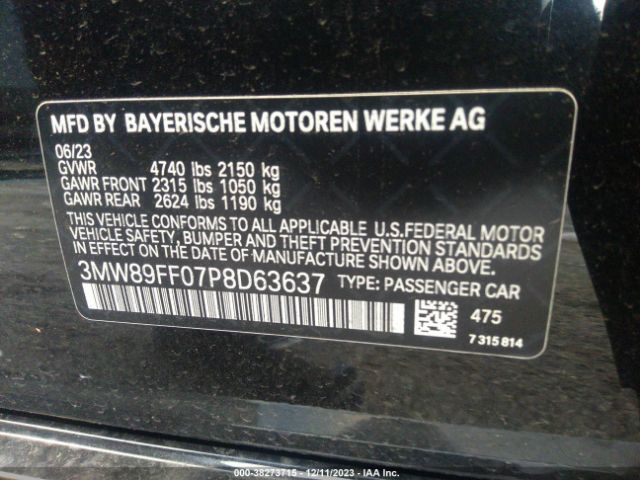 MFD BY BAYERISCHE MOTOREN WERKE AG
06/23
GVWR 4740 lbs 2150 kg
GAWR FRONT 2315 lbs 1050 kg
GAWR REAR 2624 lbs 1190 kg
THIS VEHICLE CONFORMS TO ALL APPLICABLE U.S.FEDERAL MOTOR
VEHICLE SAFETY, BUMPER AND THEFT PREVENTION STANDARDS
IN EFFECT ON THE DATE OF MANUFACTURE SHOWN ABOVE.
3MW89FF07P8D63637 TYPE: PASSENGER CAR
475
7 315 814
000-38273715 - 12/11/2023 - IAA Inc.